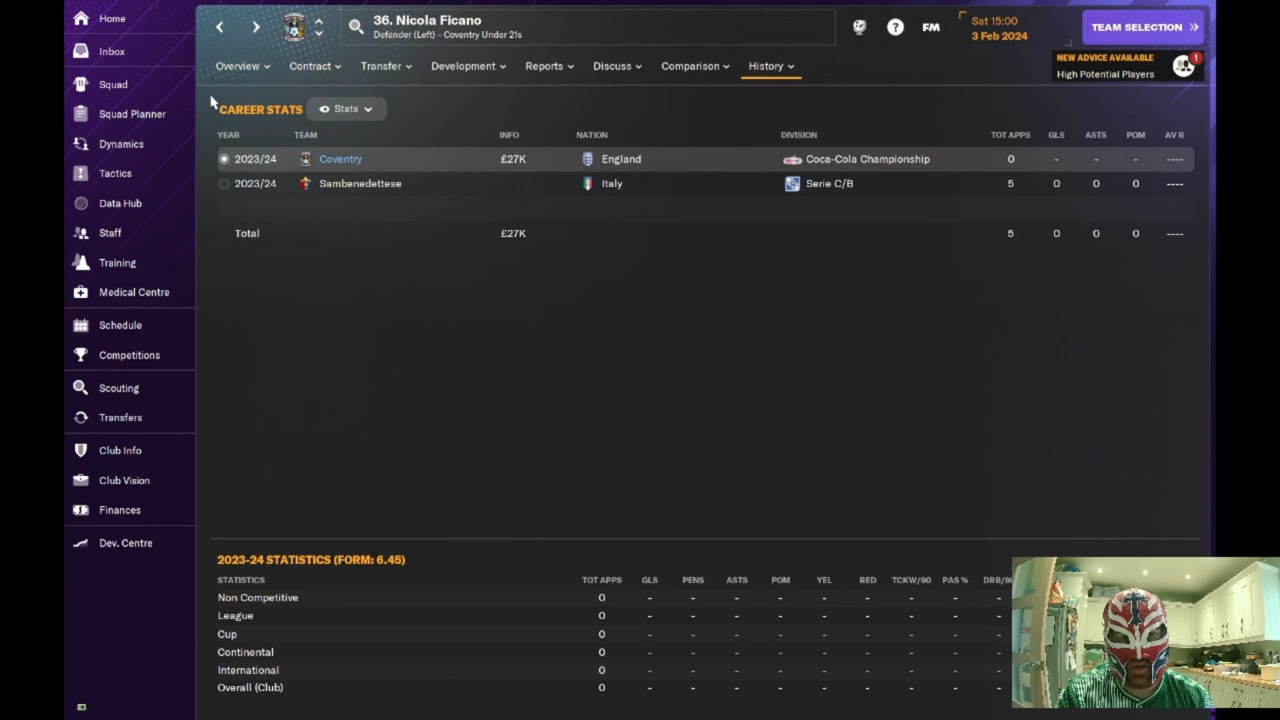 Home
Inbox
Squad
Squad Planner
Dynamics
Tactics
Data Hub
Staff
Training
Medical Centre
Schedule
Competitions
Scouting
Transfers
Club Info
Club Vision
Finances
Dev. Centre
36. Nicola Ficano
Defender (Left) - Coventry Under 21s
? FM
Sat 15:00
3 Feb 2024
TEAM SELECTION
Overview Contract Transfer Development Reports Discuss Comparison History
NEW ADVICE AVAILABLE 1
High Potential Players
CAREER STATS Stats
YEAR TEAM INFO NATION DIVISION TOT APPS GLS ASTS POM AV R
2023/24 Coventry £27K England Coca-Cola Championship 0 - - - ----
2023/24 Sambenedettese Italy Serie C/B 5 0 0 0 ----
Total £27K 5 0 0 0 ----
2023-24 STATISTICS (FORM: 6.45)
STATISTICS TOT APPS GLS PENS ASTS POM YEL RED TCKW/90 PAS % DRB/90
Non Competitive 0 - - - - - - - - -
League 0 - - - - - - - - -
Cup 0 - - - - - - - - -
Continental 0 - - - - - - - - -
International 0 - - - - - - - - -
Overall (Club) 0 - - - - - - - - -